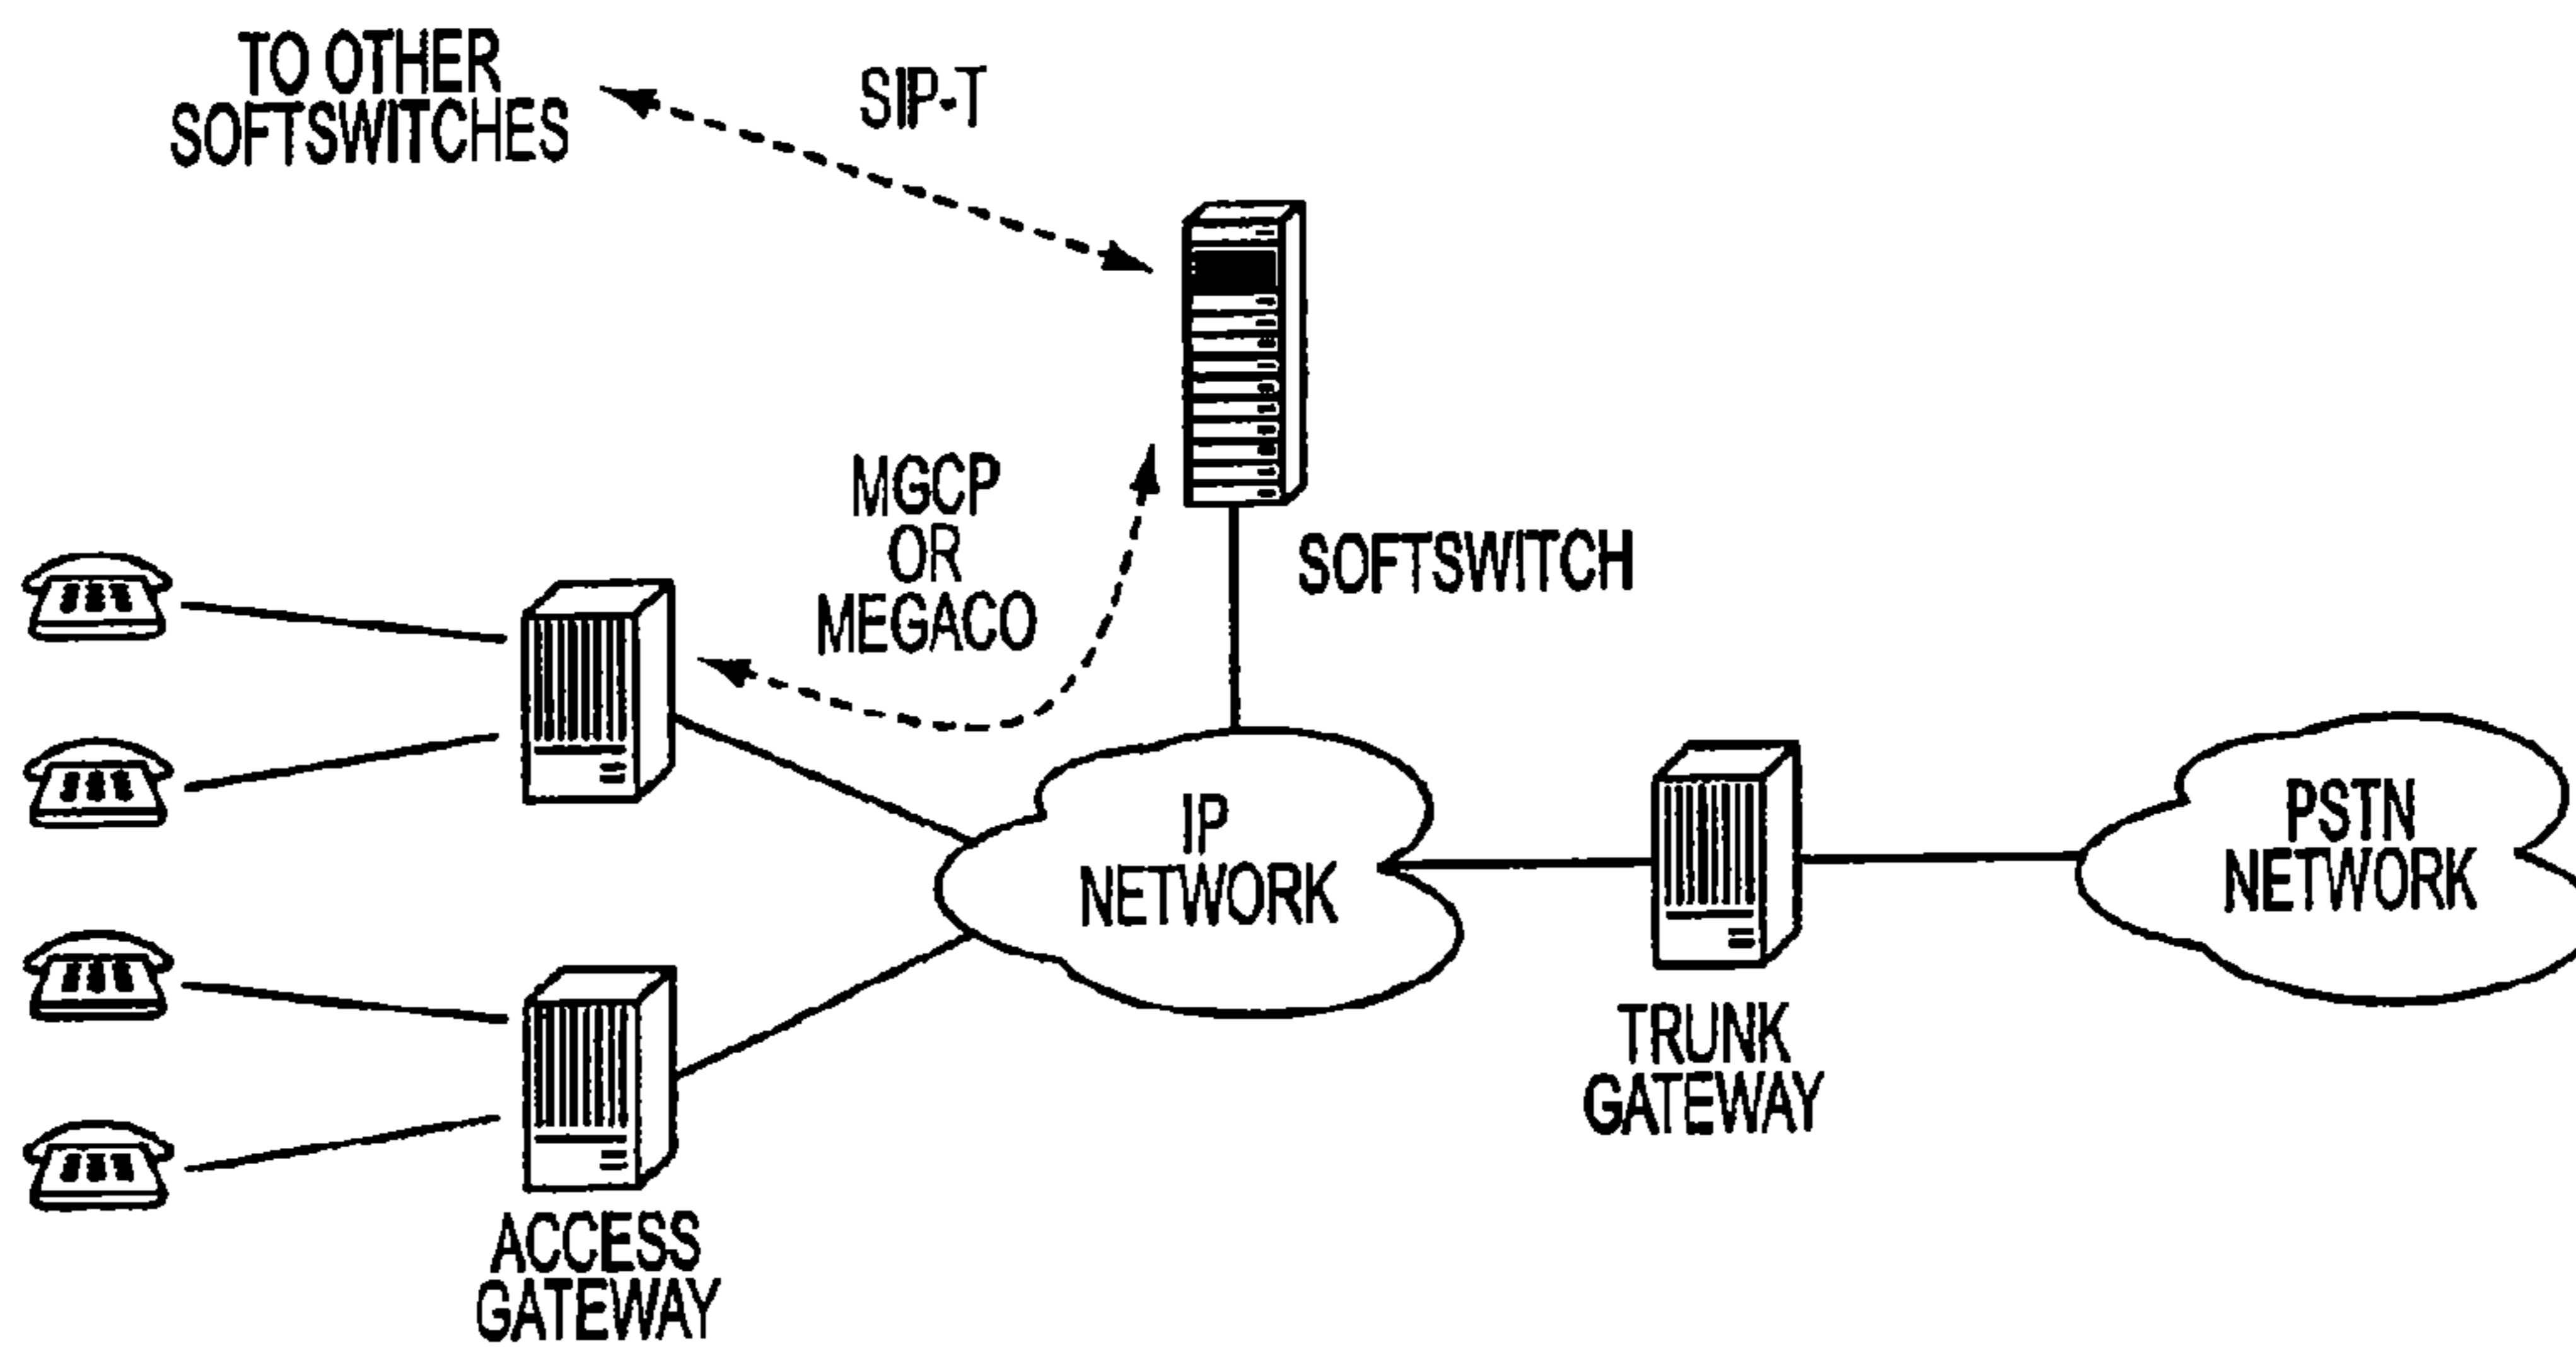 TO OTHER
SOFTSWITCHES
SIP-T
MGCP
OR
MEGACO
SOFTSWITCH
IP
NETWORK
PSTN
NETWORK
TRUNK
GATEWAY
ACCESS
GATEWAY